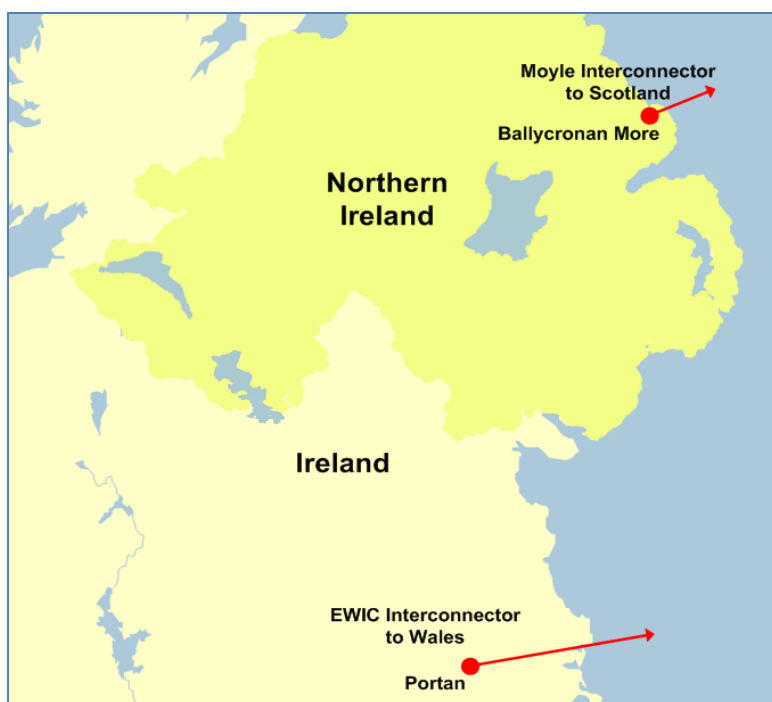 Moyle Interconnector
to Scotland
Ballycronan More
Northern
Ireland
Ireland
EWIC Interconnector
to Wales
Portan